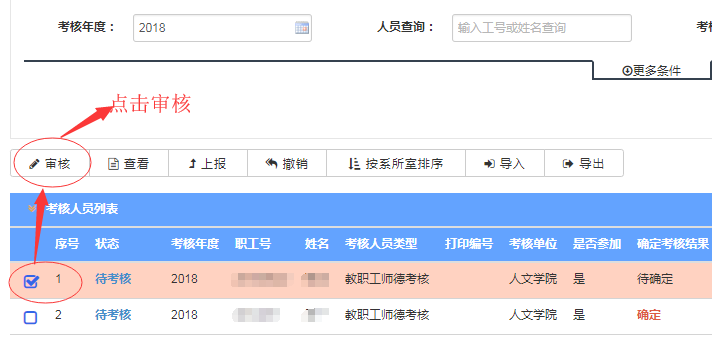 考核年度： 2018 人员查询： 输入工号或姓名查询
更多条件
点击审核
审核 查看 上报 撤销 按系所室排序 导入 导出
考核人员列表
序号 状态 考核年度 职工号 姓名 考核人员类型 打印编号 考核单位 是否参加 确定考核结果
1 待考核 2018 教职工师德考核 人文学院 是 待确定
2 待考核 2018 教职工师德考核 人文学院 是 确定